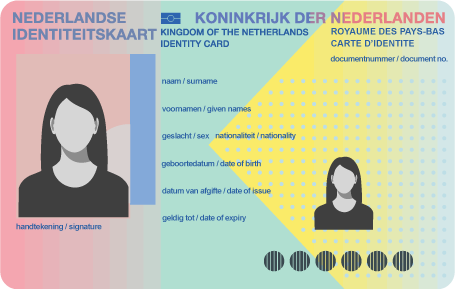 NEDERLANDSE
IDENTITEITSKAART
KONINKRIJK DER NEDERLANDEN
KINGDOM OF THE NETHERLANDS
IDENTITY CARD
ROYAUME DES PAYS-BAS
CARTE D'IDENTITE
documentnummer / document no.
naam / surname
voornamen / given names
geslacht / sex nationaliteit / nationality
geboortedatum / date of birth
datum van afgifte / date of issue
geldig tot / date of expiry
handtekening / signature